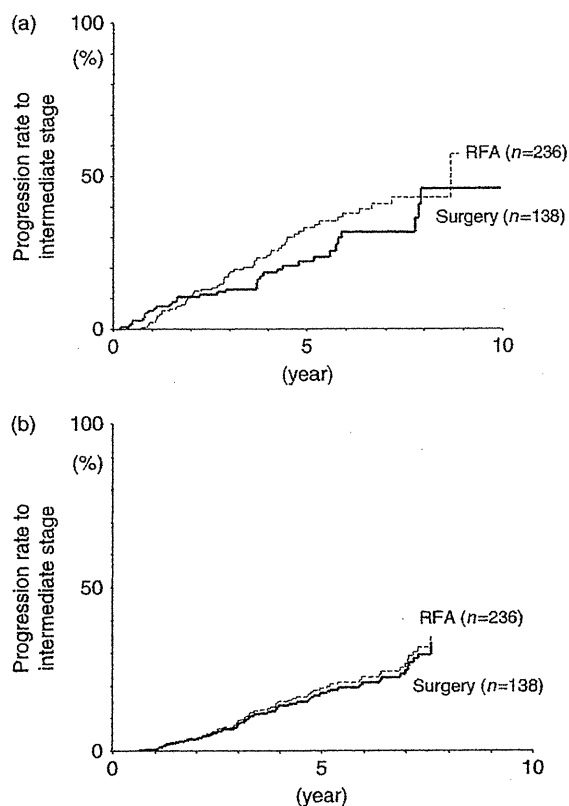 (a)
100
(%)
Progression rate to
intermediate stage
50
0
RFA (n=236)
Surgery (n=138)
0
5
10
(year)
(b)
100
(%)
Progression rate to
intermediate stage
50
0
RFA (n=236)
Surgery (n=138)
0
5
10
(year)